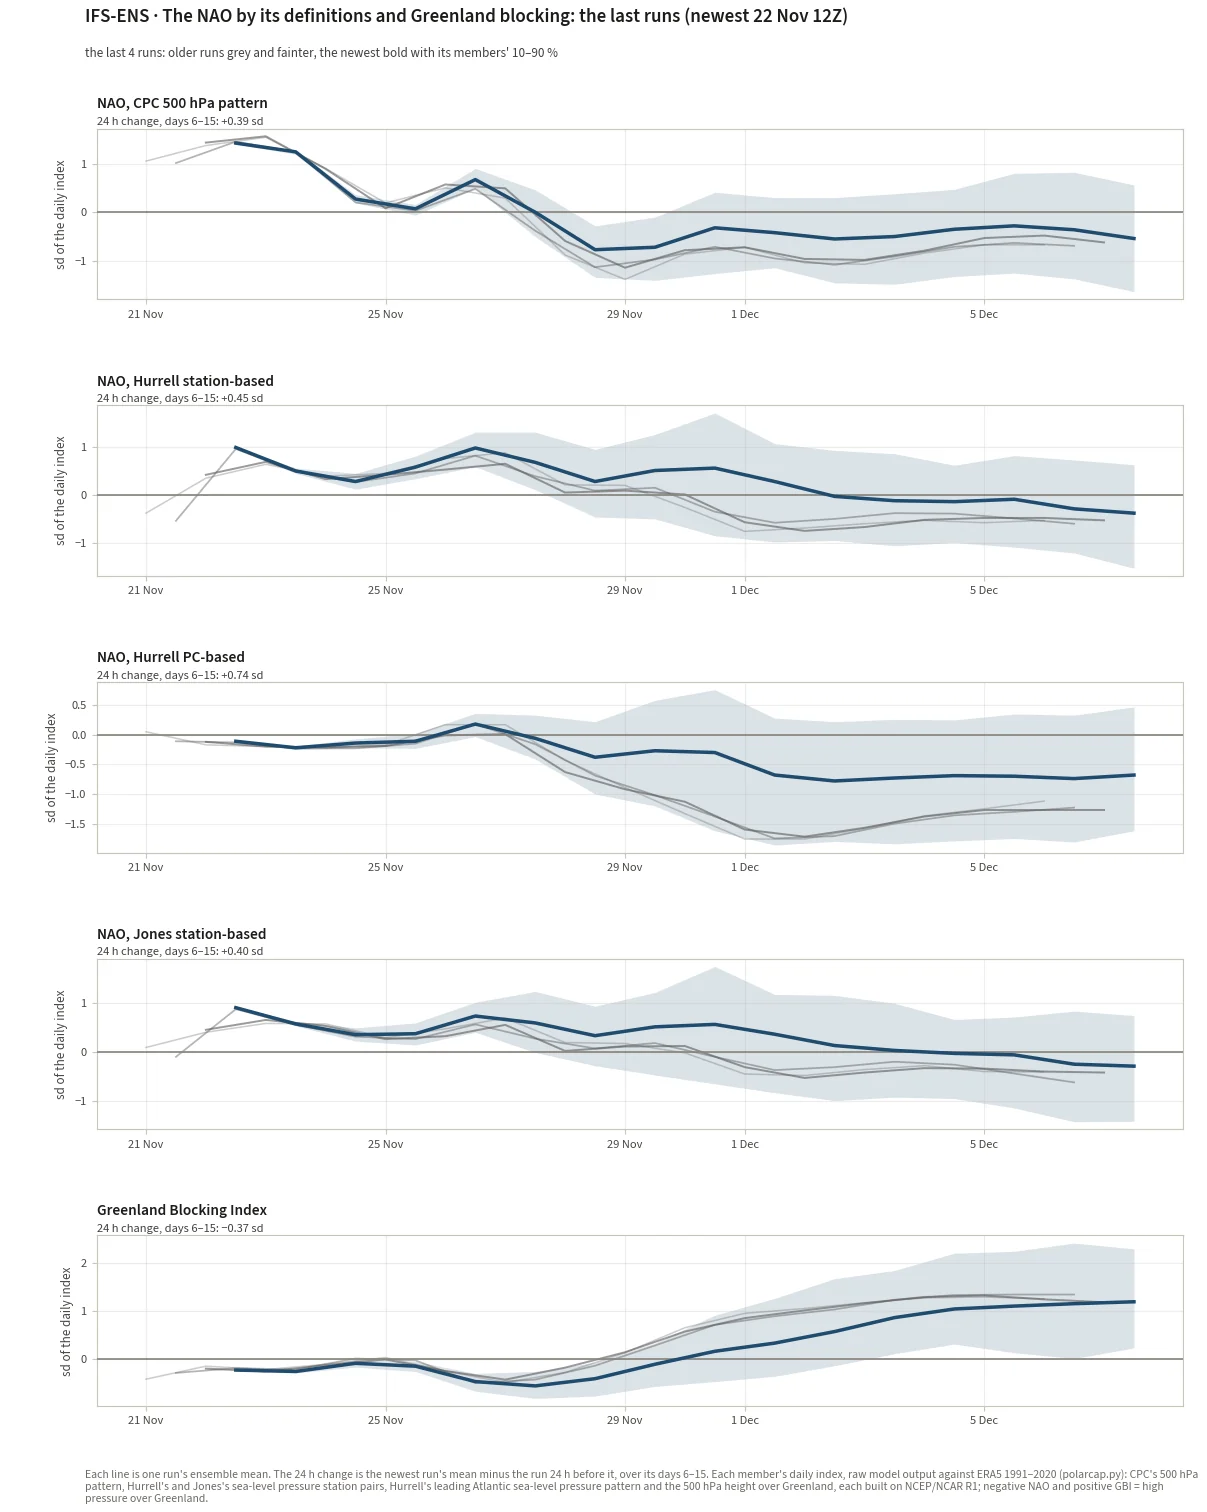 IFS-ENS · The NAO by its definitions and Greenland blocking: the last runs (newest 22 Nov 12Z)
the last 4 runs: older runs grey and fainter, the newest bold with its members' 10–90 %
NAO, CPC 500 hPa pattern
24 h change, days 6–15: +0.39 sd
sd of the daily index
1
0
−1
21 Nov
25 Nov
29 Nov
1 Dec
5 Dec
NAO, Hurrell station-based
24 h change, days 6–15: +0.45 sd
sd of the daily index
1
0
−1
21 Nov
25 Nov
29 Nov
1 Dec
5 Dec
NAO, Hurrell PC-based
24 h change, days 6–15: +0.74 sd
sd of the daily index
0.5
0.0
−0.5
−1.0
−1.5
21 Nov
25 Nov
29 Nov
1 Dec
5 Dec
NAO, Jones station-based
24 h change, days 6–15: +0.40 sd
sd of the daily index
1
0
−1
21 Nov
25 Nov
29 Nov
1 Dec
5 Dec
Greenland Blocking Index
24 h change, days 6–15: −0.37 sd
sd of the daily index
2
1
0
21 Nov
25 Nov
29 Nov
1 Dec
5 Dec
Each line is one run's ensemble mean. The 24 h change is the newest run's mean minus the run 24 h before it, over its days 6–15. Each member's daily index, raw model output against ERA5 1991–2020 (polarcap.py): CPC's 500 hPa
pattern, Hurrell's and Jones's sea-level pressure station pairs, Hurrell's leading Atlantic sea-level pressure pattern and the 500 hPa height over Greenland, each built on NCEP/NCAR R1; negative NAO and positive GBI = high
pressure over Greenland.